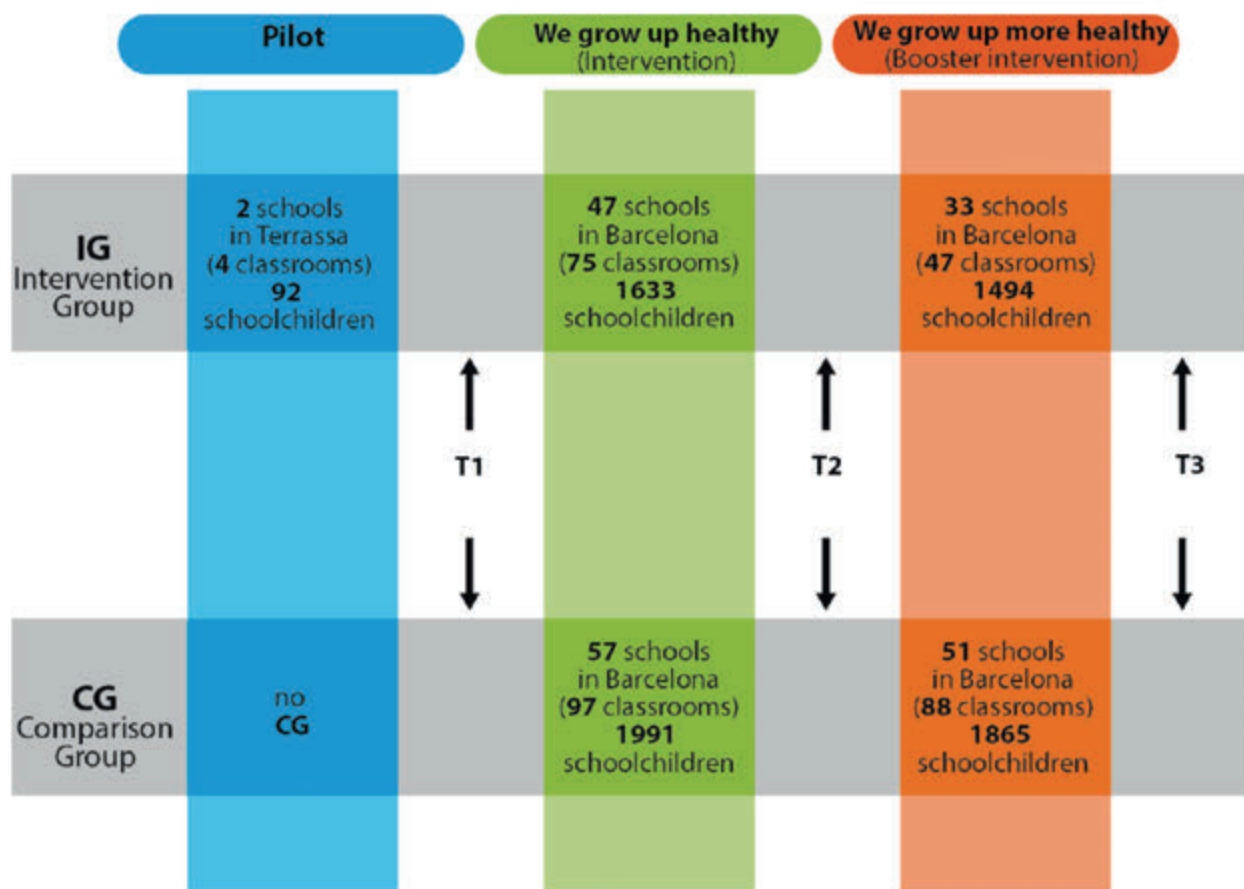 Pilot
We grow up healthy
(Intervention)
We grow up more healthy
(Booster intervention)
IG
Intervention
Group
2 schools
in Terrassa
(4 classrooms)
92
schoolchildren
47 schools
in Barcelona
(75 classrooms)
1633
schoolchildren
33 schools
in Barcelona
(47 classrooms)
1494
schoolchildren
T1
T2
T3
CG
Comparison
Group
no
CG
57 schools
in Barcelona
(97 classrooms)
1991
schoolchildren
51 schools
in Barcelona
(88 classrooms)
1865
schoolchildren